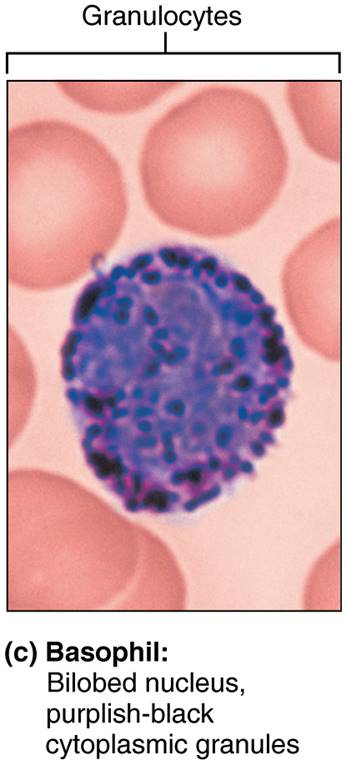 Granulocytes
(c) Basophil:
Bilobed nucleus,
purplish-black
cytoplasmic granules